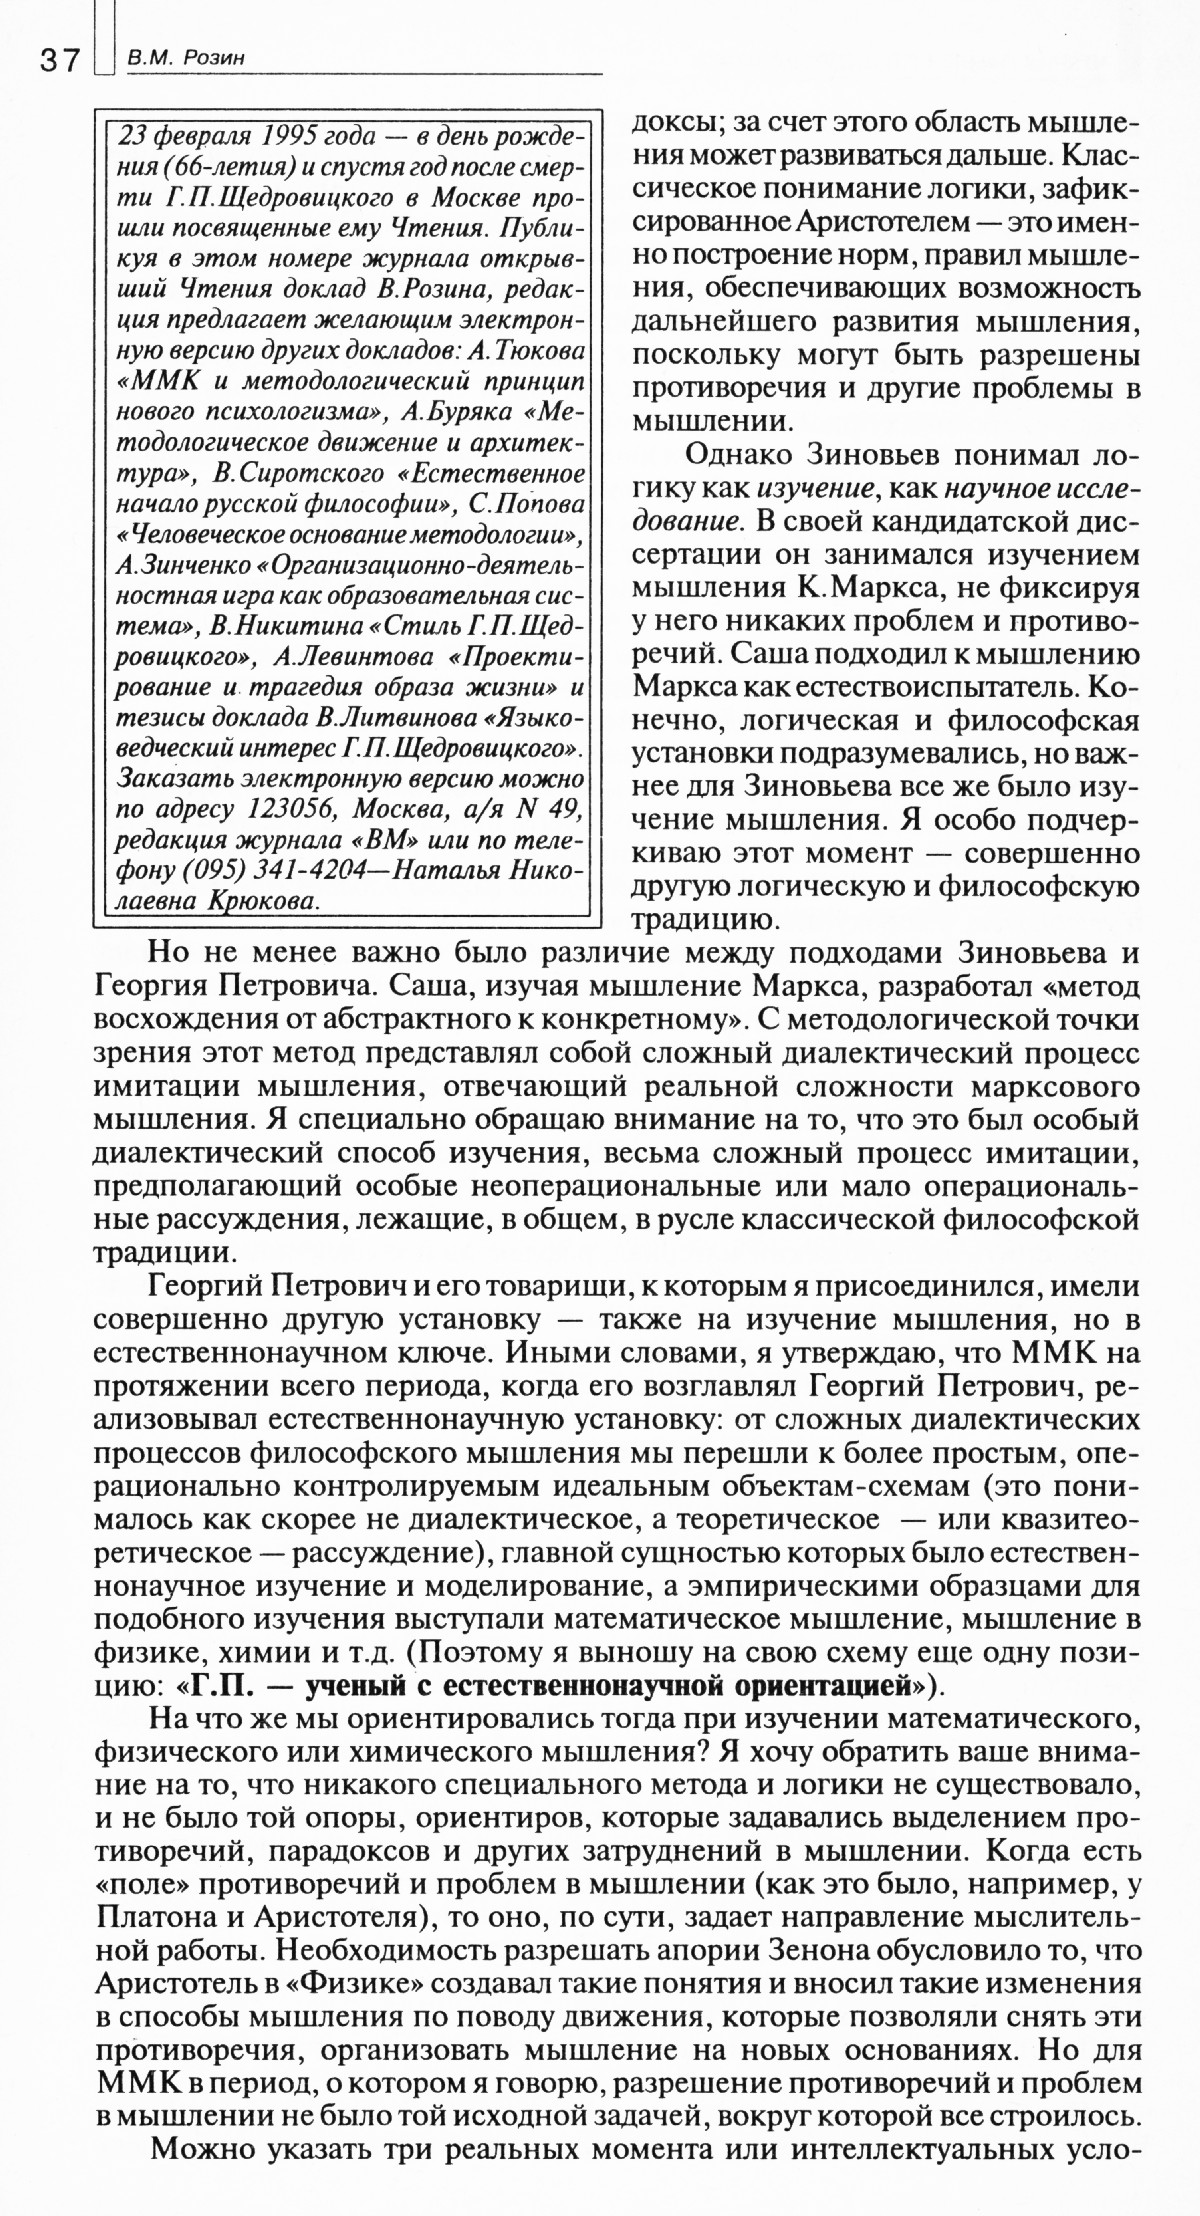 37
В.М. Розин
23 февраля 1995 года — в день рожде-
ния (66-летия) и спустя год после смер-
ти Г.П.Щедровицкого в Москве про-
шли посвященные ему Чтения. Публи-
куя в этом номере журнала открыв-
ший Чтения доклад В.Розина, редак-
ция предлагает желающим электрон-
ную версию других докладов: А.Тюкова
«ММК и методологический принцип
нового психологизма», А.Буряка «Ме-
тодологическое движение и архитек-
тура», В.Сиротского «Естественное
начало русской философии», С.Попова
«Человеческое основание методологии»,
А.Зинченко «Организационно-деятель-
ностная игра как образовательная сис-
тема», В.Никитина «Стиль Г.П.Щед-
ровицкого», А.Левинтова «Проекти-
рование и трагедия образа жизни» и
тезисы доклада В.Литвинова «Языко-
ведческий интерес Г.П.Щедровицкого».
Заказать электронную версию можно
по адресу 123056, Москва, а/я N 49,
редакция журнала «ВМ» или по теле-
фону (095) 341-4204—Наталья Нико-
лаевна Крюкова.
доксы; за счет этого область мышле-
ния может развиваться дальше. Клас-
сическое понимание логики, зафик-
сированное Аристотелем — это имен-
но построение норм, правил мышле-
ния, обеспечивающих возможность
дальнейшего развития мышления,
поскольку могут быть разрешены
противоречия и другие проблемы в
мышлении.
Однако Зиновьев понимал ло-
гику как изучение, как научное иссле-
дование. В своей кандидатской дис-
сертации он занимался изучением
мышления К.Маркса, не фиксируя
у него никаких проблем и противо-
речий. Саша подходил к мышлению
Маркса как естествоиспытатель. Ко-
нечно, логическая и философская
установки подразумевались, но важ-
нее для Зиновьева все же было изу-
чение мышления. Я особо подчер-
киваю этот момент — совершенно
другую логическую и философскую
традицию.
Но не менее важно было различие между подходами Зиновьева и
Георгия Петровича. Саша, изучая мышление Маркса, разработал «метод
восхождения от абстрактного к конкретному». С методологической точки
зрения этот метод представлял собой сложный диалектический процесс
имитации мышления, отвечающий реальной сложности марксового
мышления. Я специально обращаю внимание на то, что это был особый
диалектический способ изучения, весьма сложный процесс имитации,
предполагающий особые неоперациональные или мало операциональ-
ные рассуждения, лежащие, в общем, в русле классической философской
традиции.
Георгий Петрович и его товарищи, к которым я присоединился, имели
совершенно другую установку — также на изучение мышления, но в
естественнонаучном ключе. Иными словами, я утверждаю, что ММК на
протяжении всего периода, когда его возглавлял Георгий Петрович, ре-
ализовывал естественнонаучную установку: от сложных диалектических
процессов философского мышления мы перешли к более простым, опе-
рационально контролируемым идеальным объектам-схемам (это пони-
малось как скорее не диалектическое, а теоретическое — или квазитео-
ретическое — рассуждение), главной сущностью которых было естествен-
нонаучное изучение и моделирование, а эмпирическими образцами для
подобного изучения выступали математическое мышление, мышление в
физике, химии и т.д. (Поэтому я выношу на свою схему еще одну пози-
цию: «Г.П. — ученый с естественнонаучной ориентацией»).
На что же мы ориентировались тогда при изучении математического,
физического или химического мышления? Я хочу обратить ваше внима-
ние на то, что никакого специального метода и логики не существовало,
и не было той опоры, ориентиров, которые задавались выделением про-
тиворечий, парадоксов и других затруднений в мышлении. Когда есть
«поле» противоречий и проблем в мышлении (как это было, например, у
Платона и Аристотеля), то оно, по сути, задает направление мыслитель-
ной работы. Необходимость разрешать апории Зенона обусловило то, что
Аристотель в «Физике» создавал такие понятия и вносил такие изменения
в способы мышления по поводу движения, которые позволяли снять эти
противоречия, организовать мышление на новых основаниях. Но для
ММК в период, о котором я говорю, разрешение противоречий и проблем
в мышлении не было той исходной задачей, вокруг которой все строилось.
Можно указать три реальных момента или интеллектуальных усло-